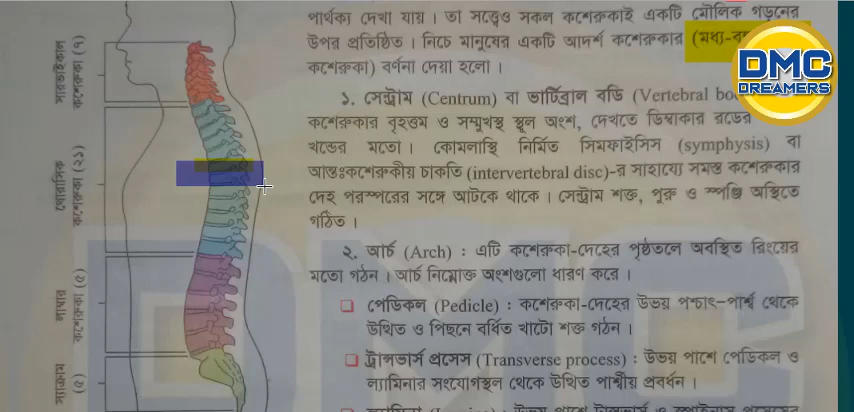 পার্থক্য দেখা যায়। তা সত্ত্বেও সকল কশেরুকাই একটি মৌলিক গড়নের
উপর প্রতিষ্ঠিত। নিচে মানুষের একটি আদর্শ কশেরুকার (মধ্য-
কশেরুকা) বর্ণনা দেয়া হলো।
১. সেন্ট্রাম (Centrum) বা ভার্টিব্রাল বডি (Vertebral
কশেরুকার বৃহত্তম ও সম্মুখস্থ স্থূল অংশ, দেখতে ডিম্বাকার রডের
খন্ডের মতো। কোমলাস্থি নির্মিত সিমফাইসিস (symphysis) বা
আন্তঃকশেরুকীয় চাকতি (intervertebral disc)-র সাহায্যে সমস্ত কশেরুকার
দেহ পরস্পরের সঙ্গে আটকে থাকে। সেন্ট্রাম শক্ত, পুরু ও স্পঞ্জি অস্থিতে
গঠিত।
২. আর্চ (Arch) : এটি কশেরুকা-দেহের পৃষ্ঠতলে অবস্থিত রিংয়ের
মতো গঠন। আর্চ নিম্নোক্ত অংশগুলো ধারণ করে।
❑ পেডিকল (Pedicle) : কশেরুকা-দেহের উভয় পশ্চাৎ-পার্শ্ব থেকে
উত্থিত ও পিছনে বর্ধিত খাটো শক্ত গঠন।
❑ ট্রান্সভার্স প্রসেস (Transverse process) : উভয় পাশে পেডিকল ও
ল্যামিনার সংযোগস্থল থেকে উত্থিত পার্শ্বীয় প্রবর্ধন।
সারভাইকাল
কশেরুকা (৭)
থোরাসিক
কশেরুকা (১২)
লাম্বার
কশেরুকা (৫)
স্যাক্রাম
(৫)
DMC
DREAMERS
DMC